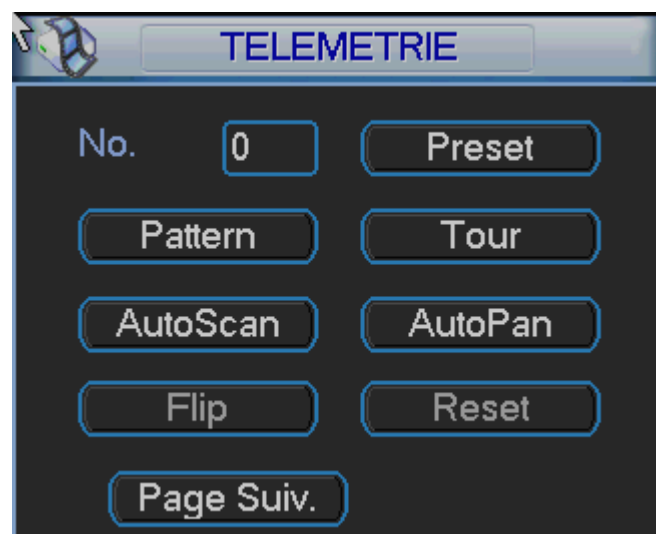 TELEMETRIE
No. 0 Preset
Pattern Tour
AutoScan AutoPan
Flip Reset
Page Suiv.